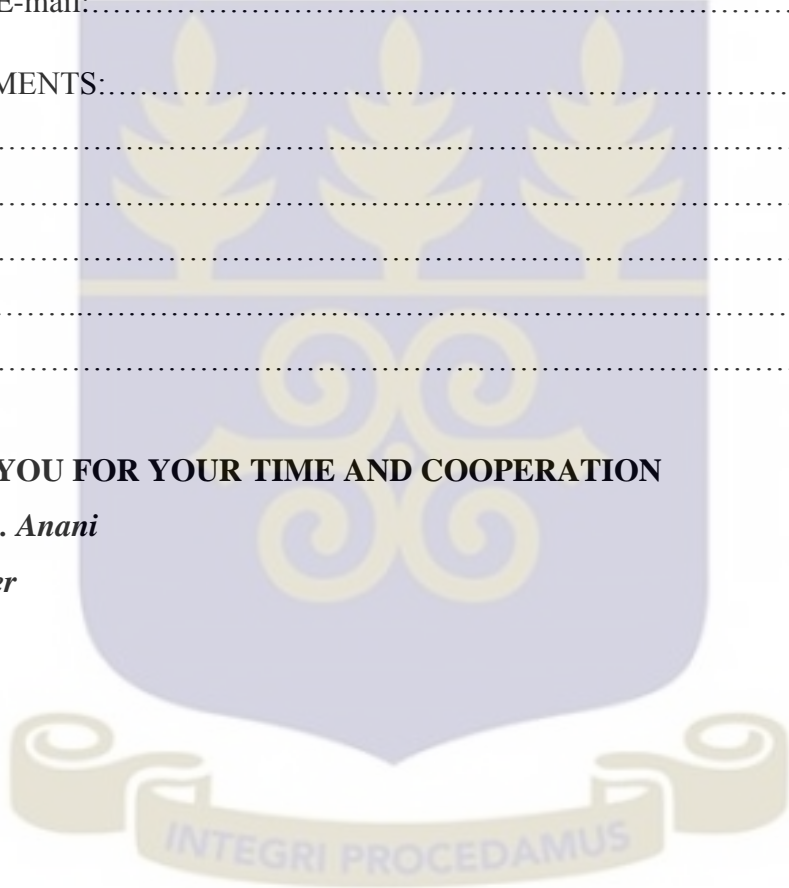 E-mail:……………………………………………………………………
MENTS:……………………………………………………………………
……………………………………………………………………………
……………………………………………………………………………
……………………………………………………………………………
……………………………………………………………………………
……………………………………………………………………………
YOU FOR YOUR TIME AND COOPERATION
. Anani
er
INTEGRI PROCEDAMUS